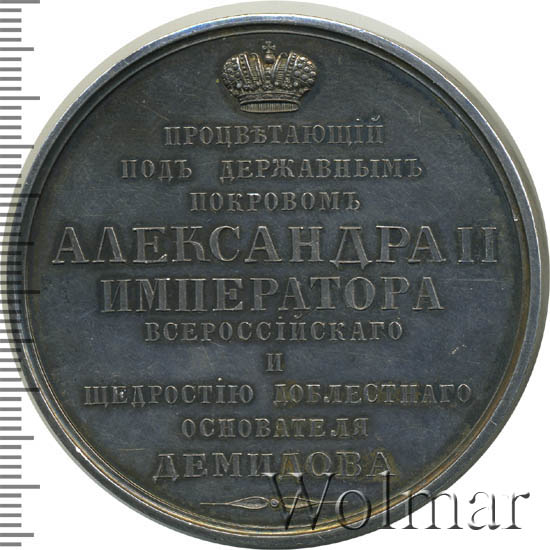 ПРОЦВѢТАЮЩІЙ
ПОДЪ ДЕРЖАВНЫМЪ
ПОКРОВОМЪ
АЛЕКСАНДРА II
ИМПЕРАТОРА
ВСЕРОССІЙСКАГО
И
ЩЕДРОСТІЮ ДОБЛЕСТНАГО
ОСНОВАТЕЛЯ
ДЕМИДОВА
Wolmar